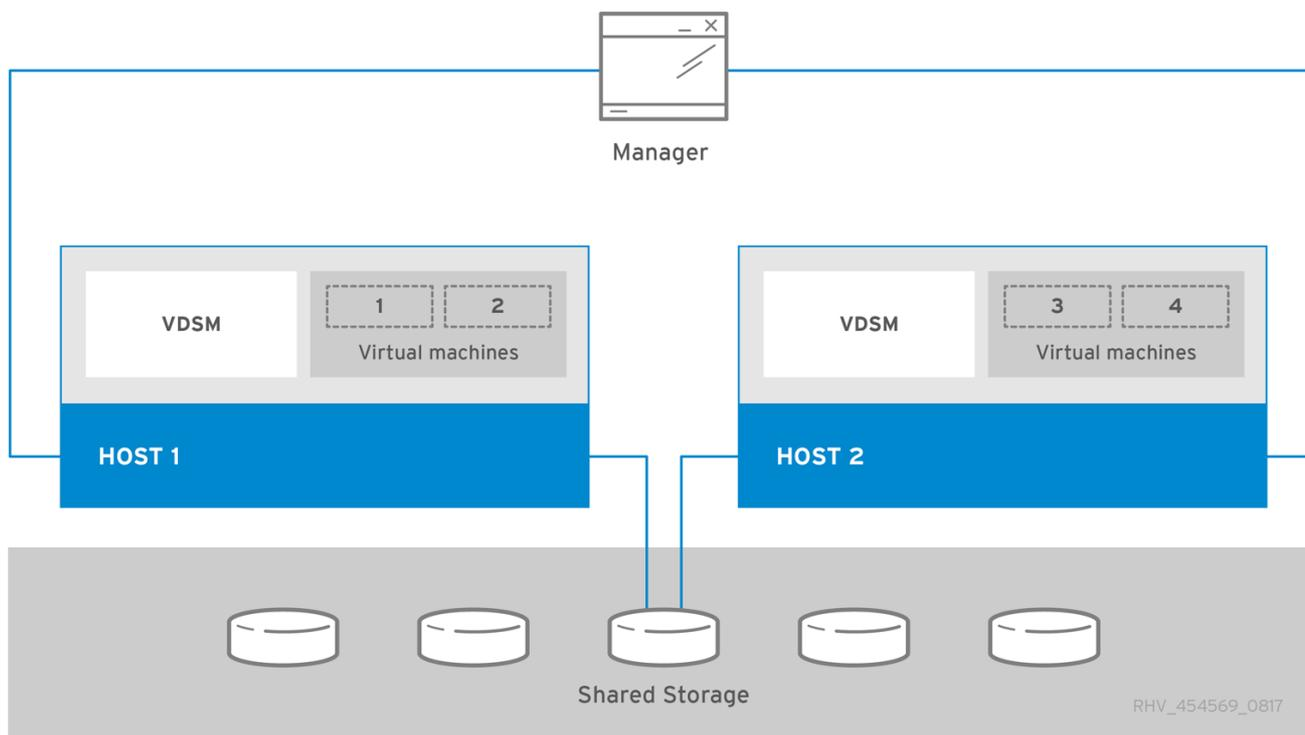 Manager
VDSM
1
2
Virtual machines
HOST 1
VDSM
3
4
Virtual machines
HOST 2
Shared Storage
RHV_454569_0817